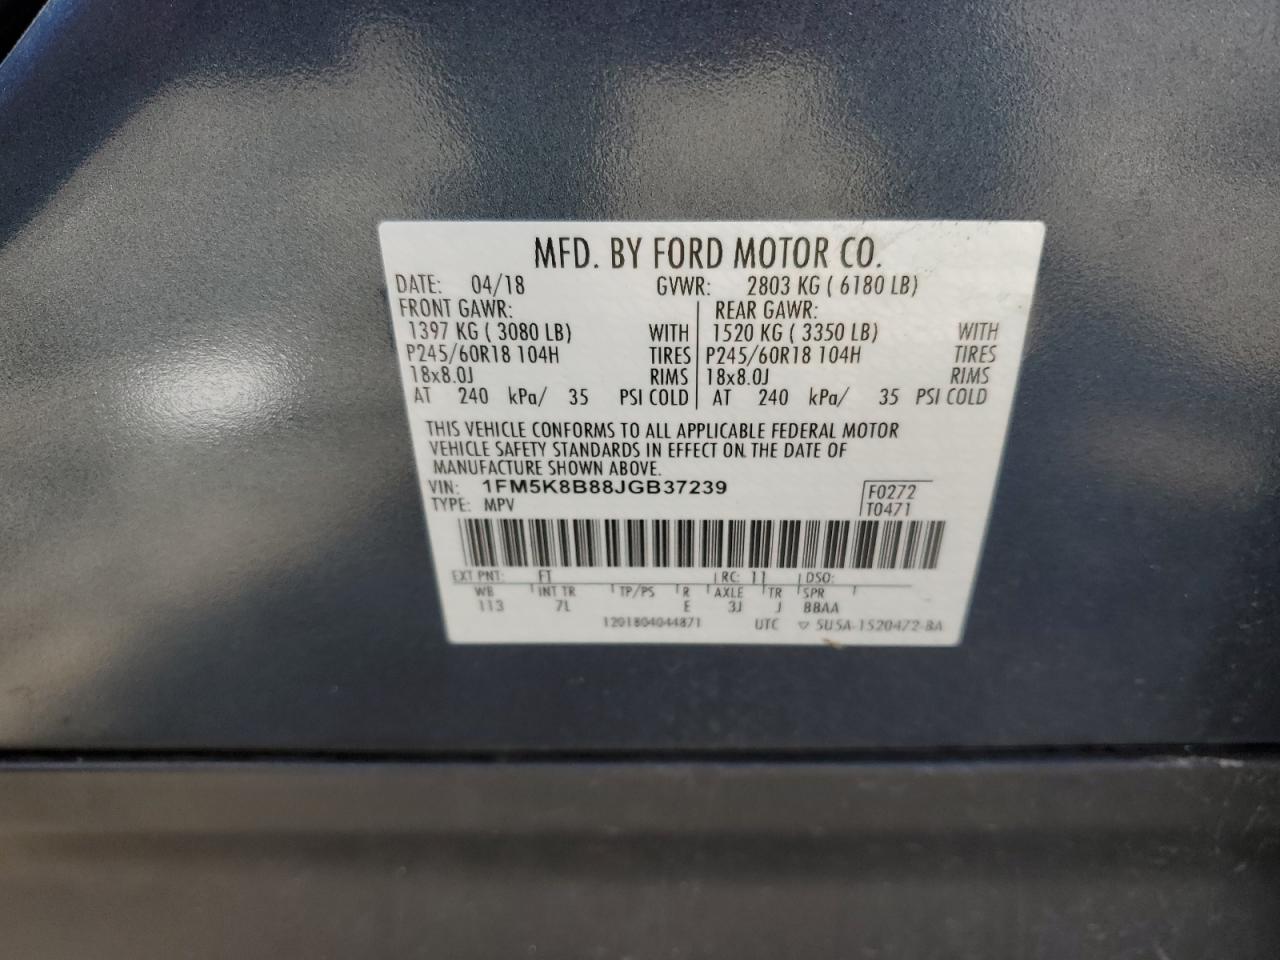 MFD. BY FORD MOTOR CO.
DATE: 04/18 GVWR: 2803 KG ( 6180 LB)
FRONT GAWR: REAR GAWR:
1397 KG ( 3080 LB) WITH 1520 KG ( 3350 LB) WITH
P245/60R18 104H TIRES P245/60R18 104H TIRES
18x8.0J RIMS 18x8.0J RIMS
AT 240 kPa/ 35 PSI COLD AT 240 kPa/ 35 PSI COLD
THIS VEHICLE CONFORMS TO ALL APPLICABLE FEDERAL MOTOR
VEHICLE SAFETY STANDARDS IN EFFECT ON THE DATE OF
MANUFACTURE SHOWN ABOVE.
VIN: 1FM5K8B88JGB37239 F0272
TYPE: MPV T0471
EXT PNT: FT RC: 11 DSO:
WB INT TR TP/PS R AXLE TR SPR
113 7L E 3J J BBAA
1201804044871 UTC ▽ 5U5A-1520472-BA